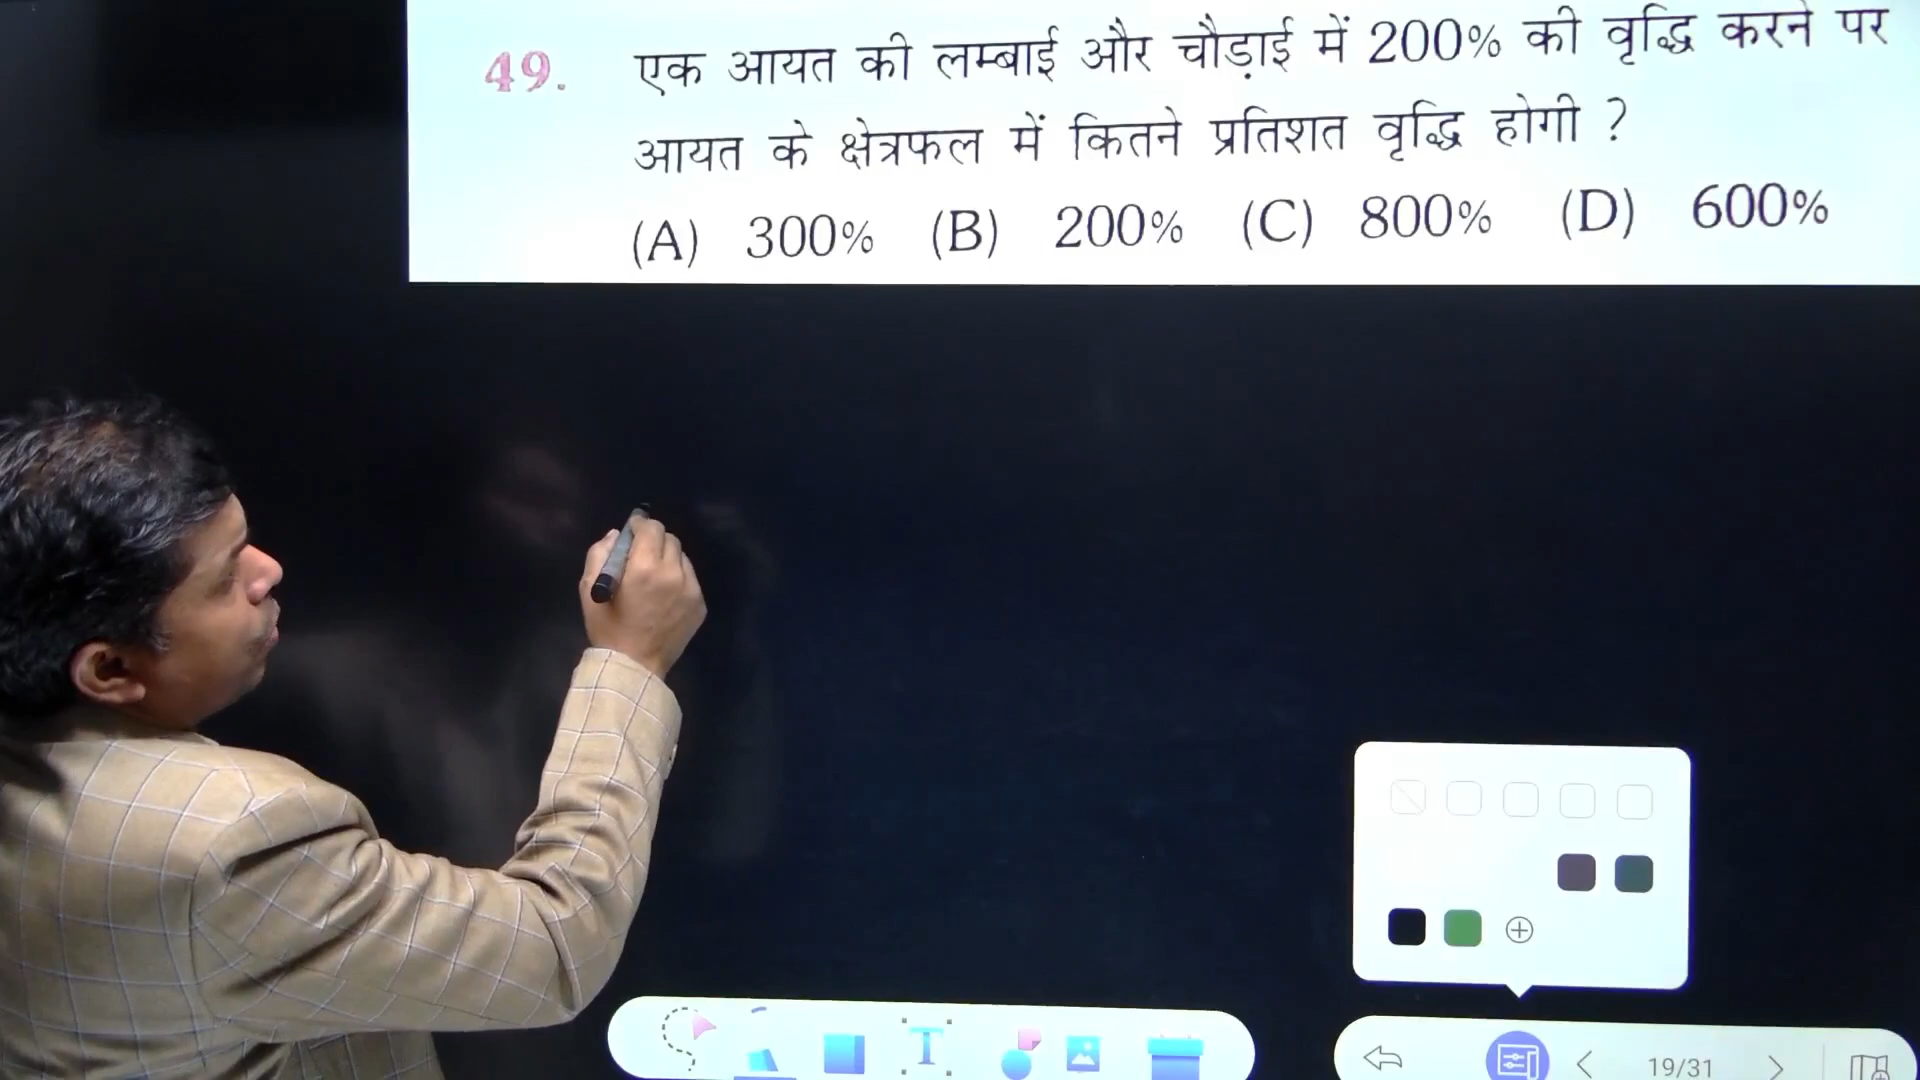 49. एक आयत की लम्बाई और चौड़ाई में 200% की वृद्धि करने पर
आयत के क्षेत्रफल में कितने प्रतिशत वृद्धि होगी ?
(A) 300% (B) 200% (C) 800% (D) 600%
T
19/31